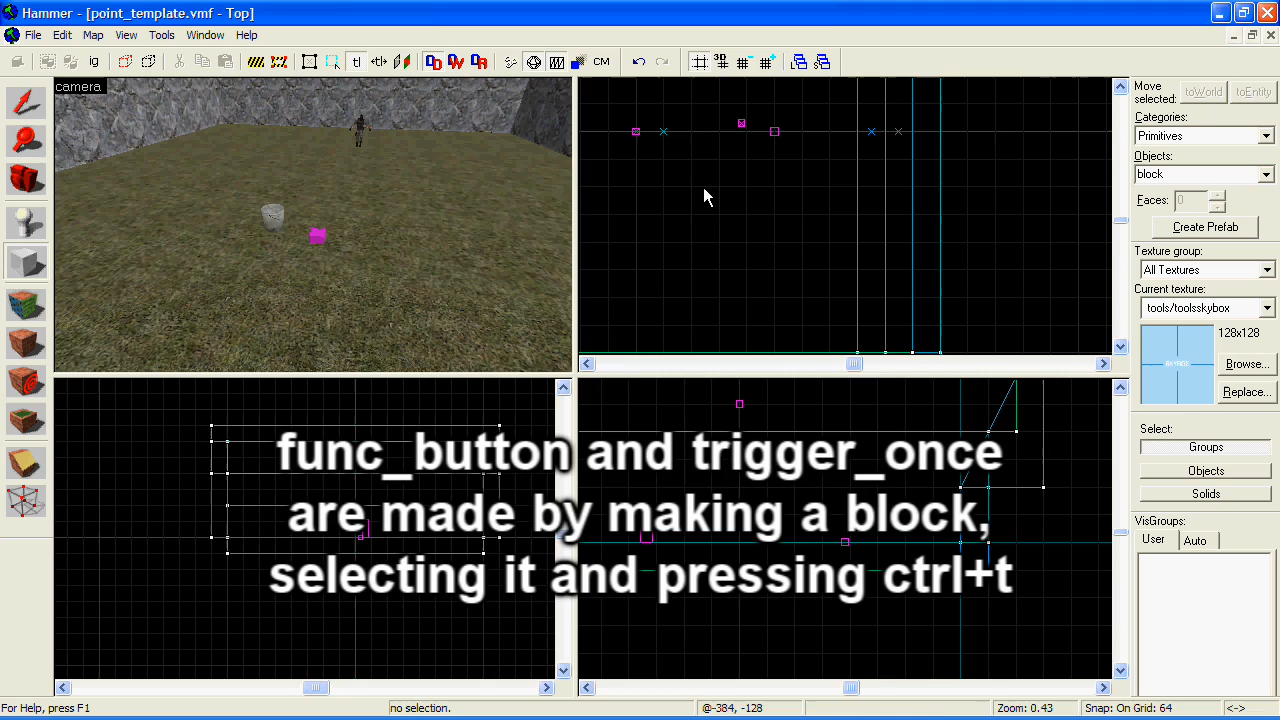 Hammer - [point_template.vmf - Top]
File Edit Map View Tools Window Help
camera
Move selected:
toWorld
toEntity
Primitives
Objects:
block
Faces:
0
Create Prefab
Texture group:
All Textures
Current texture:
tools/toolsskybox
128x128
Browse...
Replace...
Select:
Groups
Objects
Solids
VisGroups:
User
Auto
func_button and trigger_once
are made by making a block,
selecting it and pressing ctrl+t
For Help, press F1
no selection.
@-384, -128
Zoom: 0.43
Snap: On Grid: 64
<->